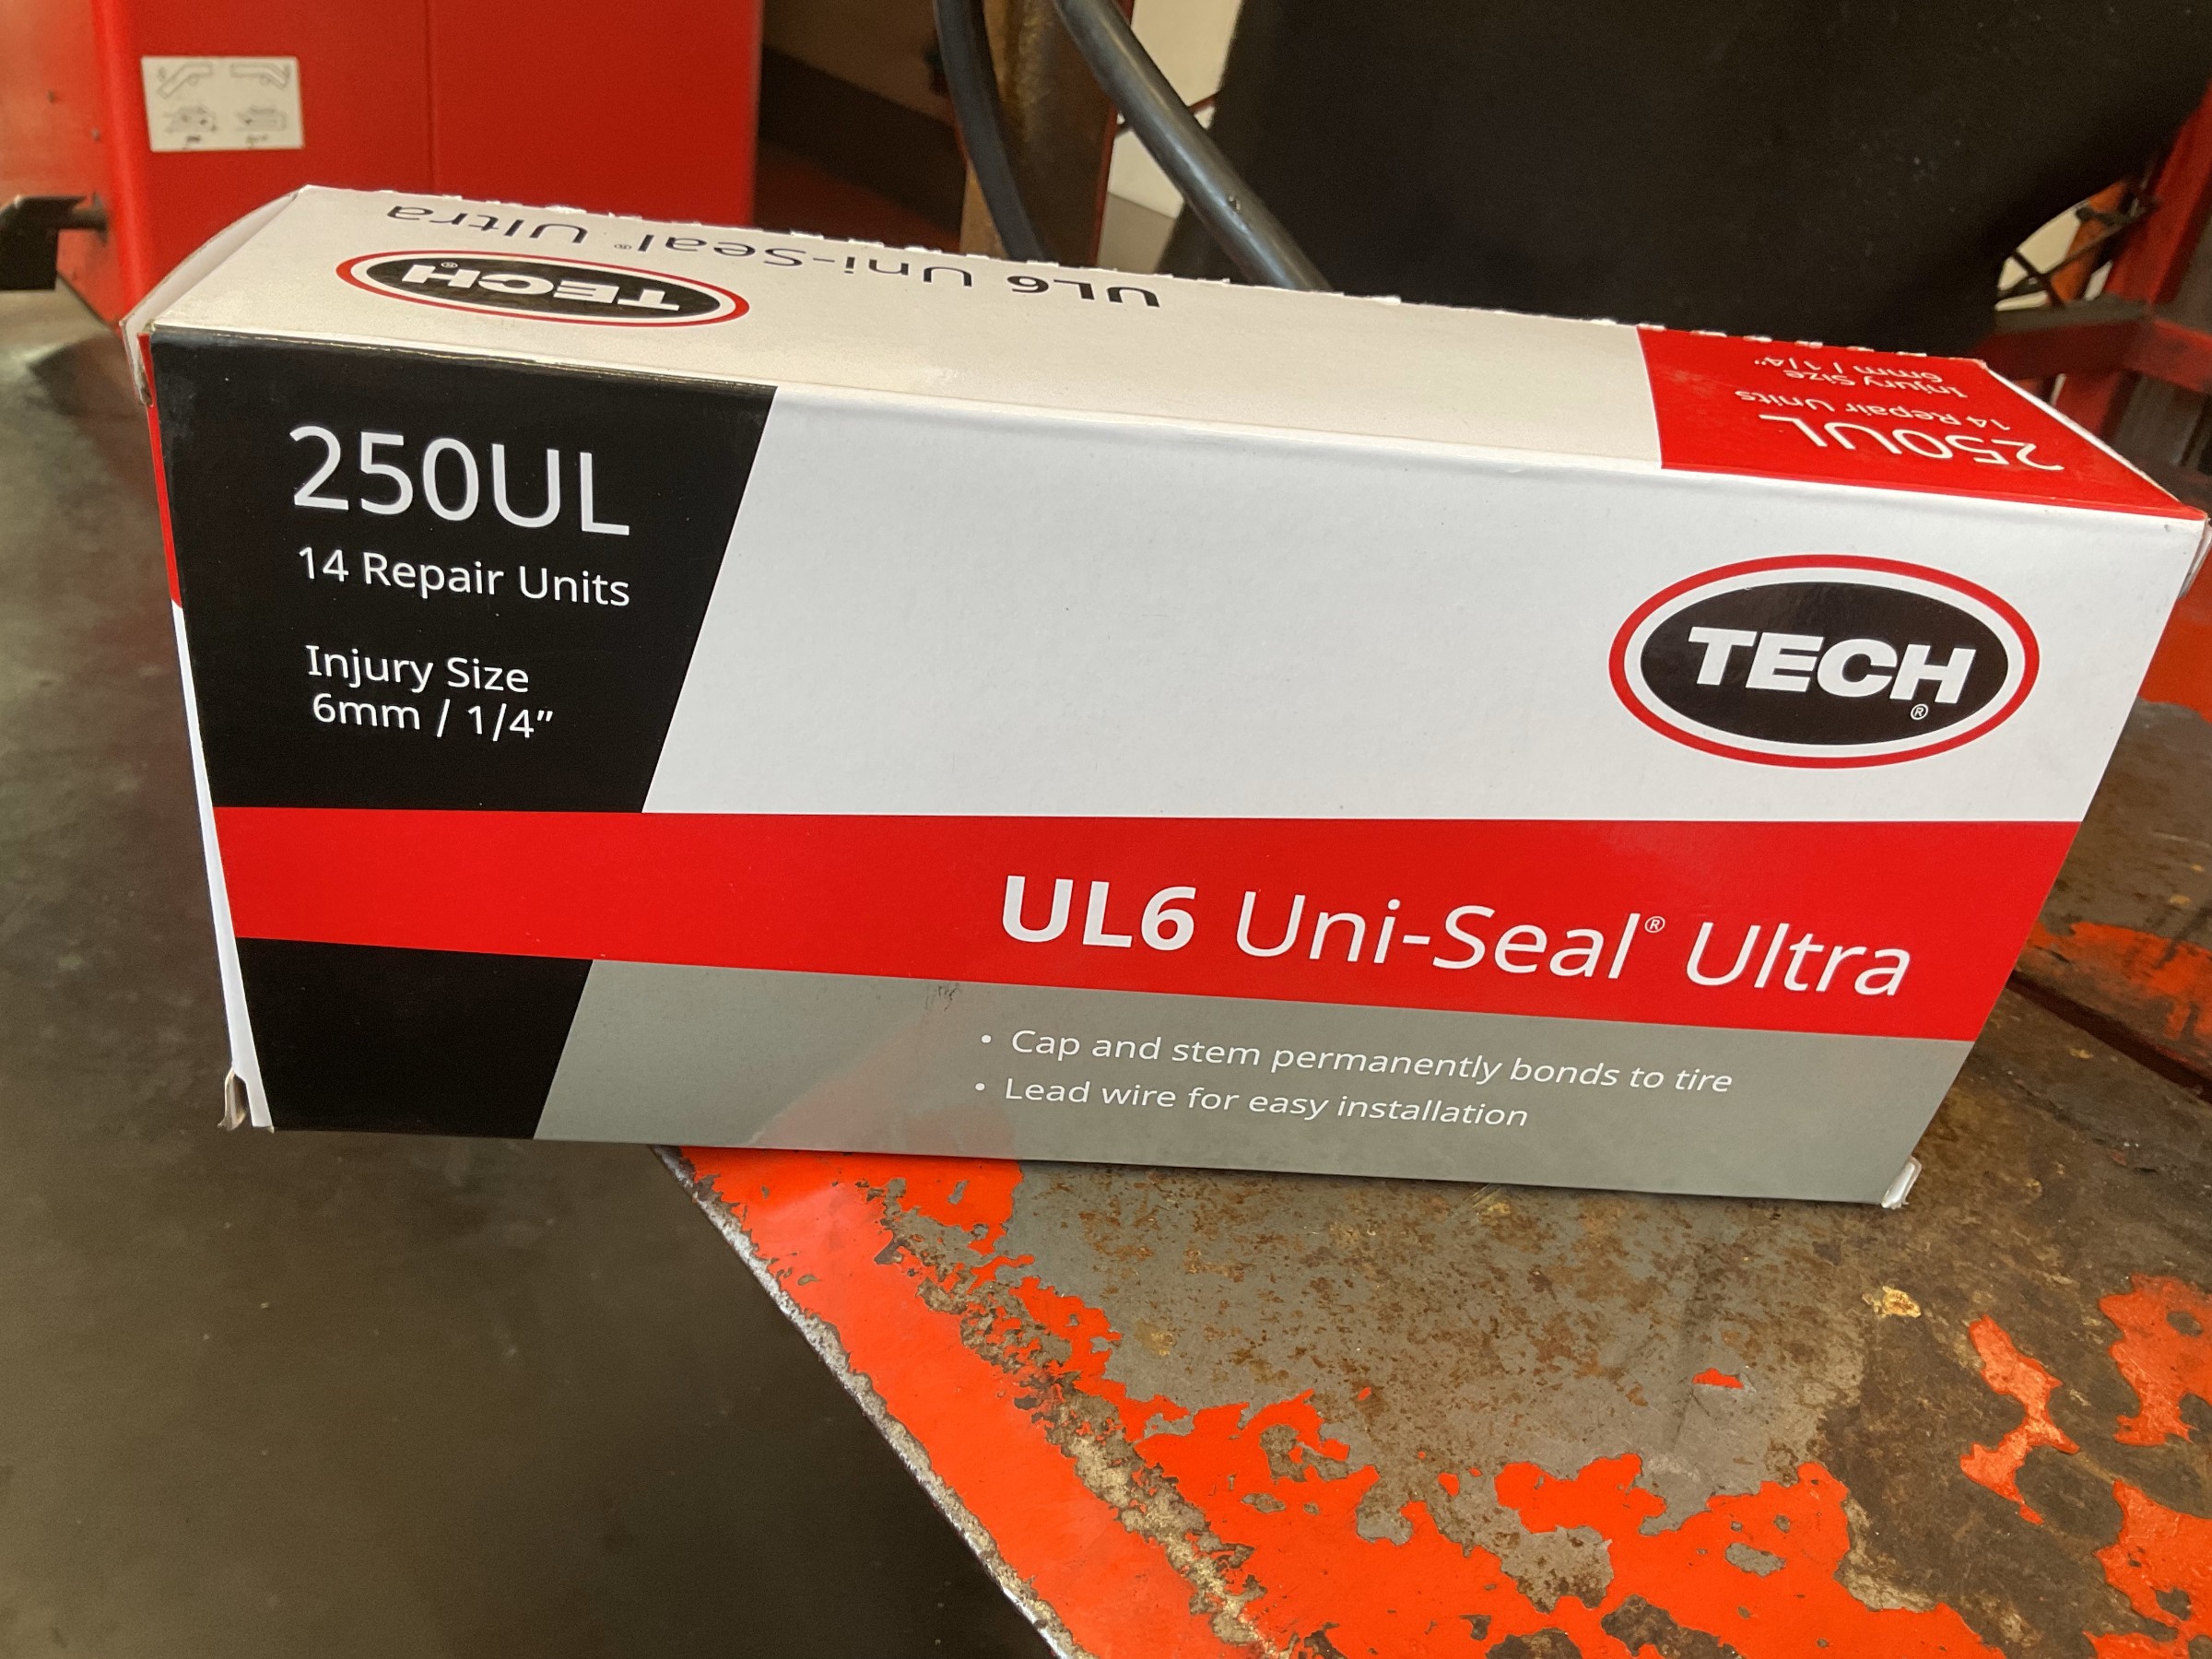 UL6 Uni-Seal® Ultra
TECH®
250UL
14 Repair Units
Injury Size
6mm / 1/4"
250UL
14 Repair Units
Injury Size
6mm / 1/4”
TECH®
UL6 Uni-Seal® Ultra
• Cap and stem permanently bonds to tire
• Lead wire for easy installation